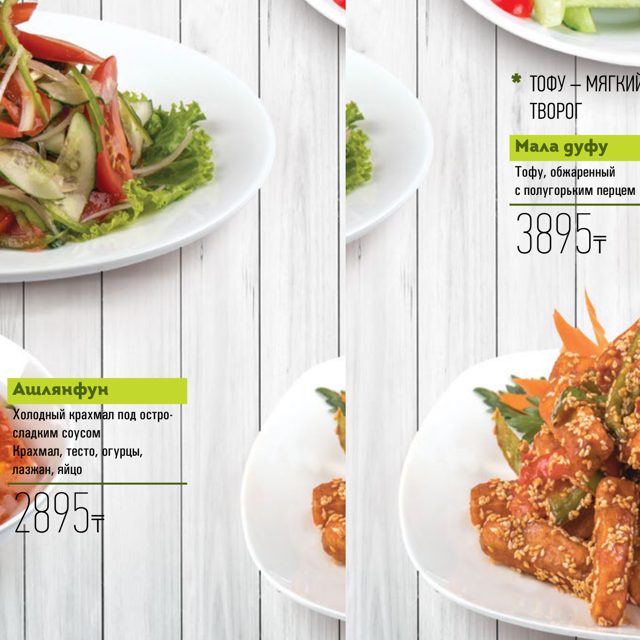 Ашлянфун
Холодный крахмал под остро-
сладким соусом
Крахмал, тесто, огурцы,
лазжан, яйцо
2895₸
* ТОФУ – МЯГКИЙ
ТВОРОГ
Мала дуфу
Тофу, обжаренный
с полугорьким перцем
3895₸